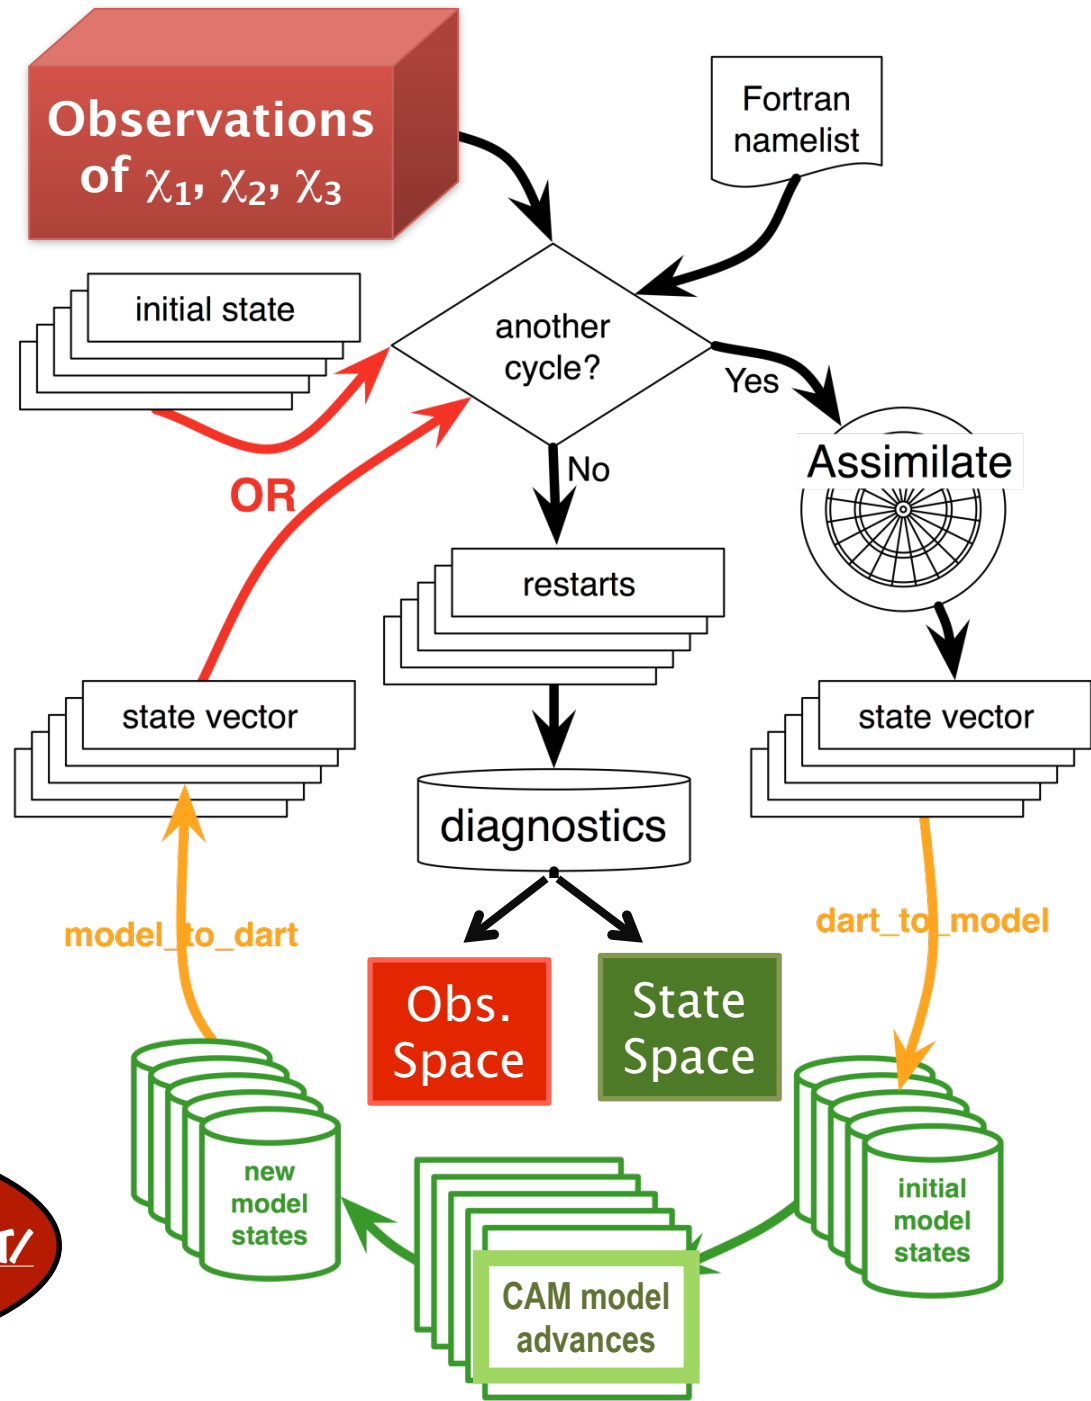 Observations
of χ₁, χ₂, χ₃
Fortran
namelist
initial state
another
cycle?
Yes
No
OR
Assimilate
restarts
state vector
state vector
diagnostics
model_to_dart
dart_to_model
Obs.
Space
State
Space
new
model
states
initial
model
states
CAM model
advances